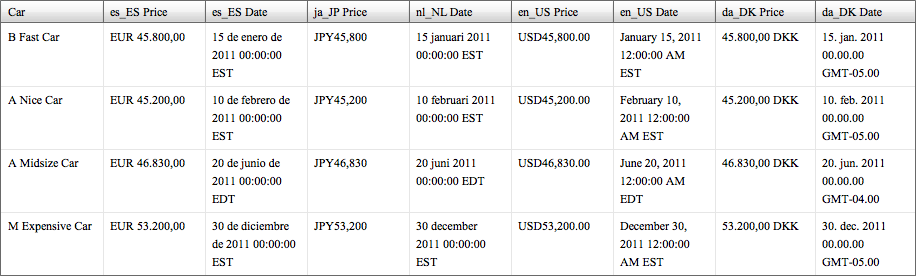 Car es_ES Price es_ES Date ja_JP Price nl_NL Date en_US Price en_US Date da_DK Price da_DK Date
B Fast Car EUR 45.800,00 15 de enero de JPY45,800 15 januari 2011 USD45,800.00 January 15, 2011 45.800,00 DKK 15. jan. 2011
2011 00:00:00 00:00:00 EST 12:00:00 AM 00.00.00
EST EST GMT-05.00
A Nice Car EUR 45.200,00 10 de febrero de JPY45,200 10 februari 2011 USD45,200.00 February 10, 45.200,00 DKK 10. feb. 2011
2011 00:00:00 00:00:00 EST 2011 12:00:00 00.00.00
EST AM EST GMT-05.00
A Midsize Car EUR 46.830,00 20 de junio de JPY46,830 20 juni 2011 USD46,830.00 June 20, 2011 46.830,00 DKK 20. jun. 2011
2011 00:00:00 00:00:00 EDT 12:00:00 AM 00.00.00
EDT EDT GMT-04.00
M Expensive Car EUR 53.200,00 30 de diciembre JPY53,200 30 december USD53,200.00 December 30, 53.200,00 DKK 30. dec. 2011
de 2011 00:00:00 2011 00:00:00 2011 12:00:00 00.00.00
EST EST AM EST GMT-05.00